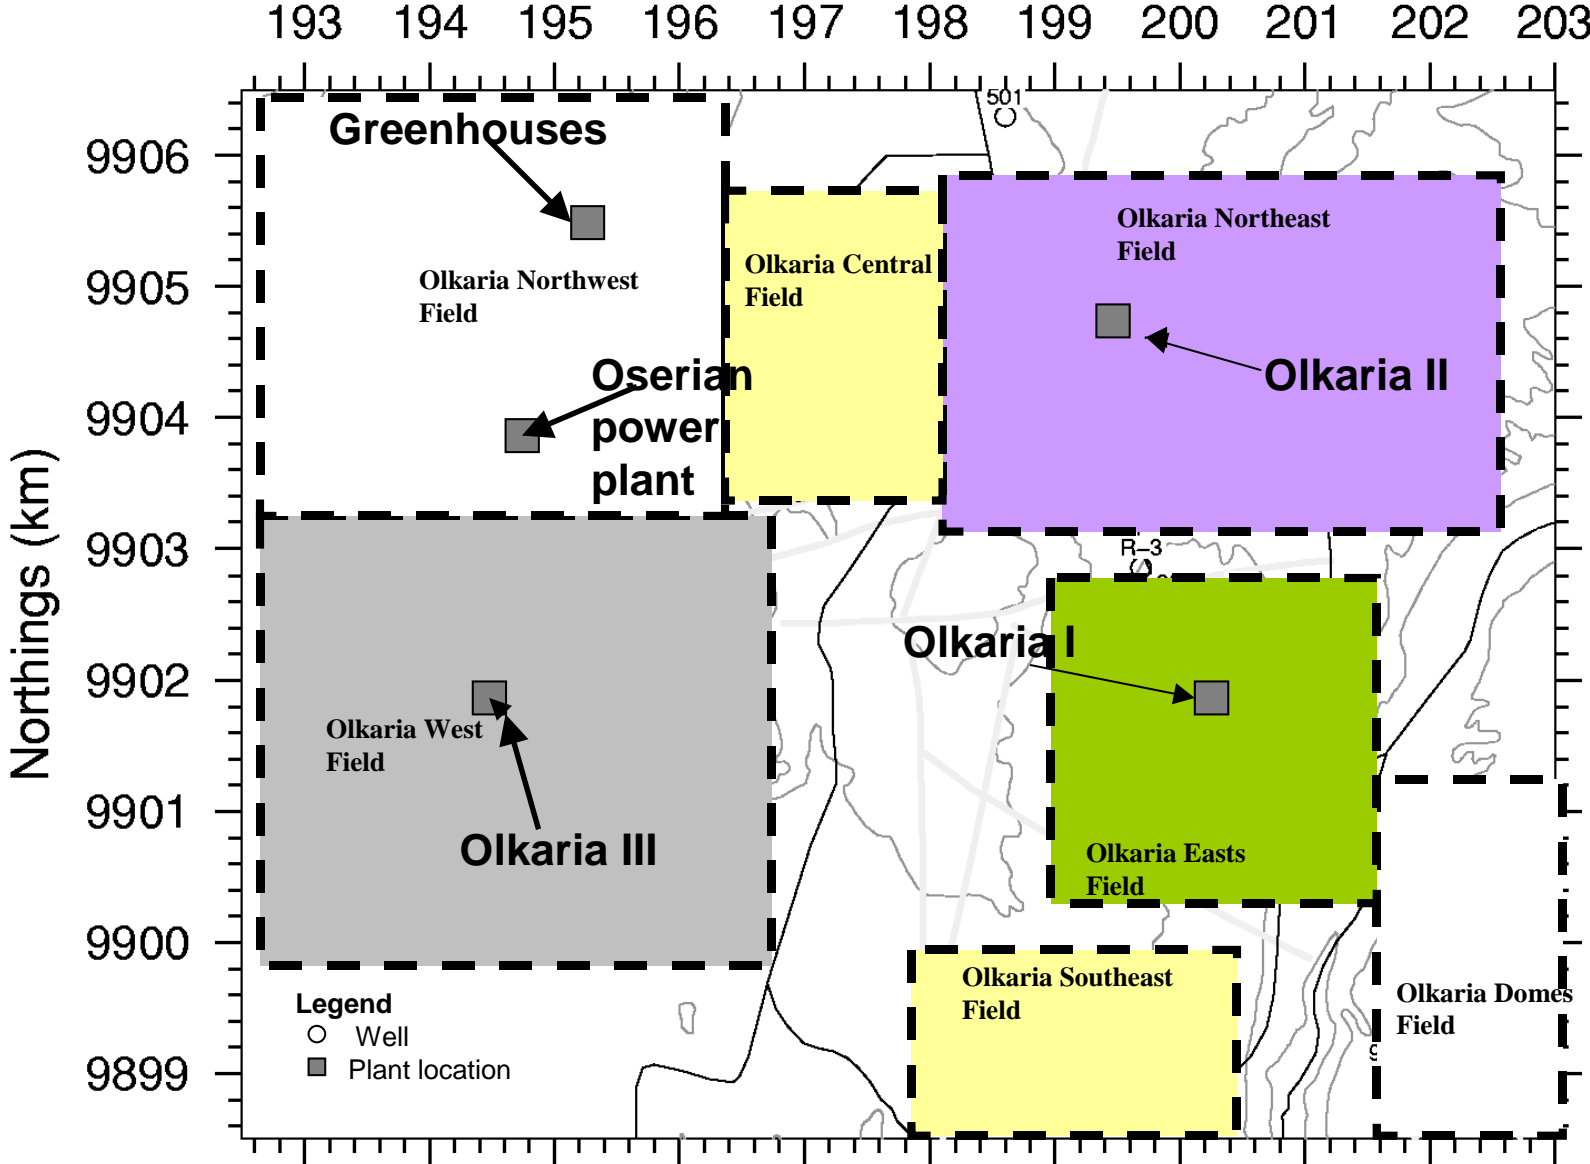 193 194 195 196 197 198 199 200 201 202 203
501
9906
Greenhouses
Olkaria Northeast
Field
Olkaria Central
Field
9905
Olkaria Northwest
Field
Oserian
power
plant
Olkaria II
9904
Northings (km)
9903
R-3
Olkaria I
9902
Olkaria West
Field
Olkaria III
9901
Olkaria Easts
Field
9900
Olkaria Southeast
Field
Olkaria Domes
Field
Legend
Well
Plant location
9899